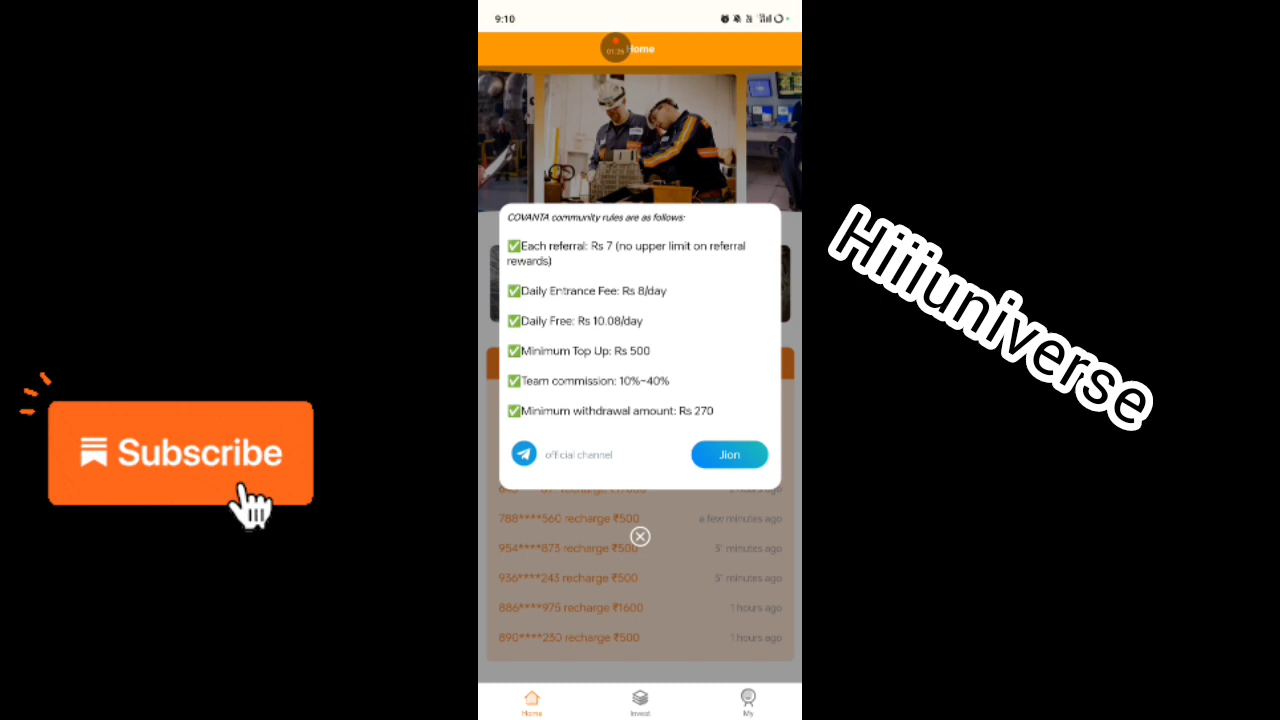 9:10
01:26
Home
COVANTA community rules are as follows:
✅Each referral: Rs 7 (no upper limit on referral
rewards)
✅Daily Entrance Fee: Rs 8/day
✅Daily Free: Rs 10.08/day
✅Minimum Top Up: Rs 500
✅Team commission: 10%~40%
✅Minimum withdrawal amount: Rs 270
official channel
Jion
788****560 recharge ₹500 a few minutes ago
954****873 recharge ₹500 minutes ago
936****243 recharge ₹500 minutes ago
886****975 recharge ₹1600 1 hours ago
890****230 recharge ₹500 1 hours ago
Home Invest My
Subscribe
Hiiiuniverse